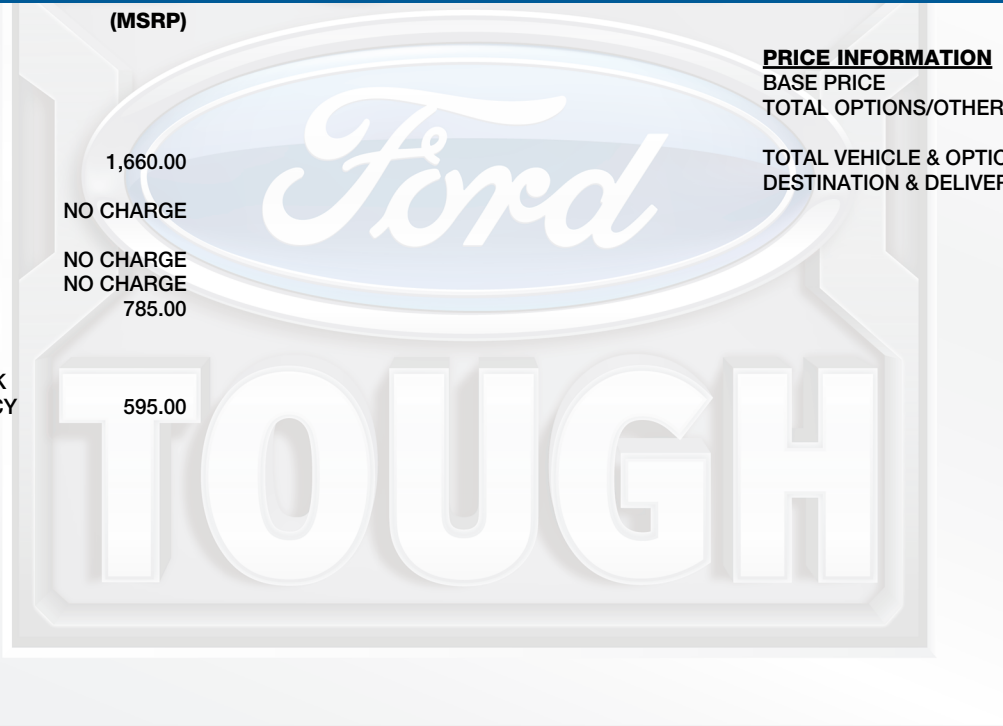 (MSRP)
1,660.00
NO CHARGE
NO CHARGE
NO CHARGE
785.00
K
CY 595.00
PRICE INFORMATION
BASE PRICE
TOTAL OPTIONS/OTHER
TOTAL VEHICLE & OPTIO
DESTINATION & DELIVER
Ford
TOUGH